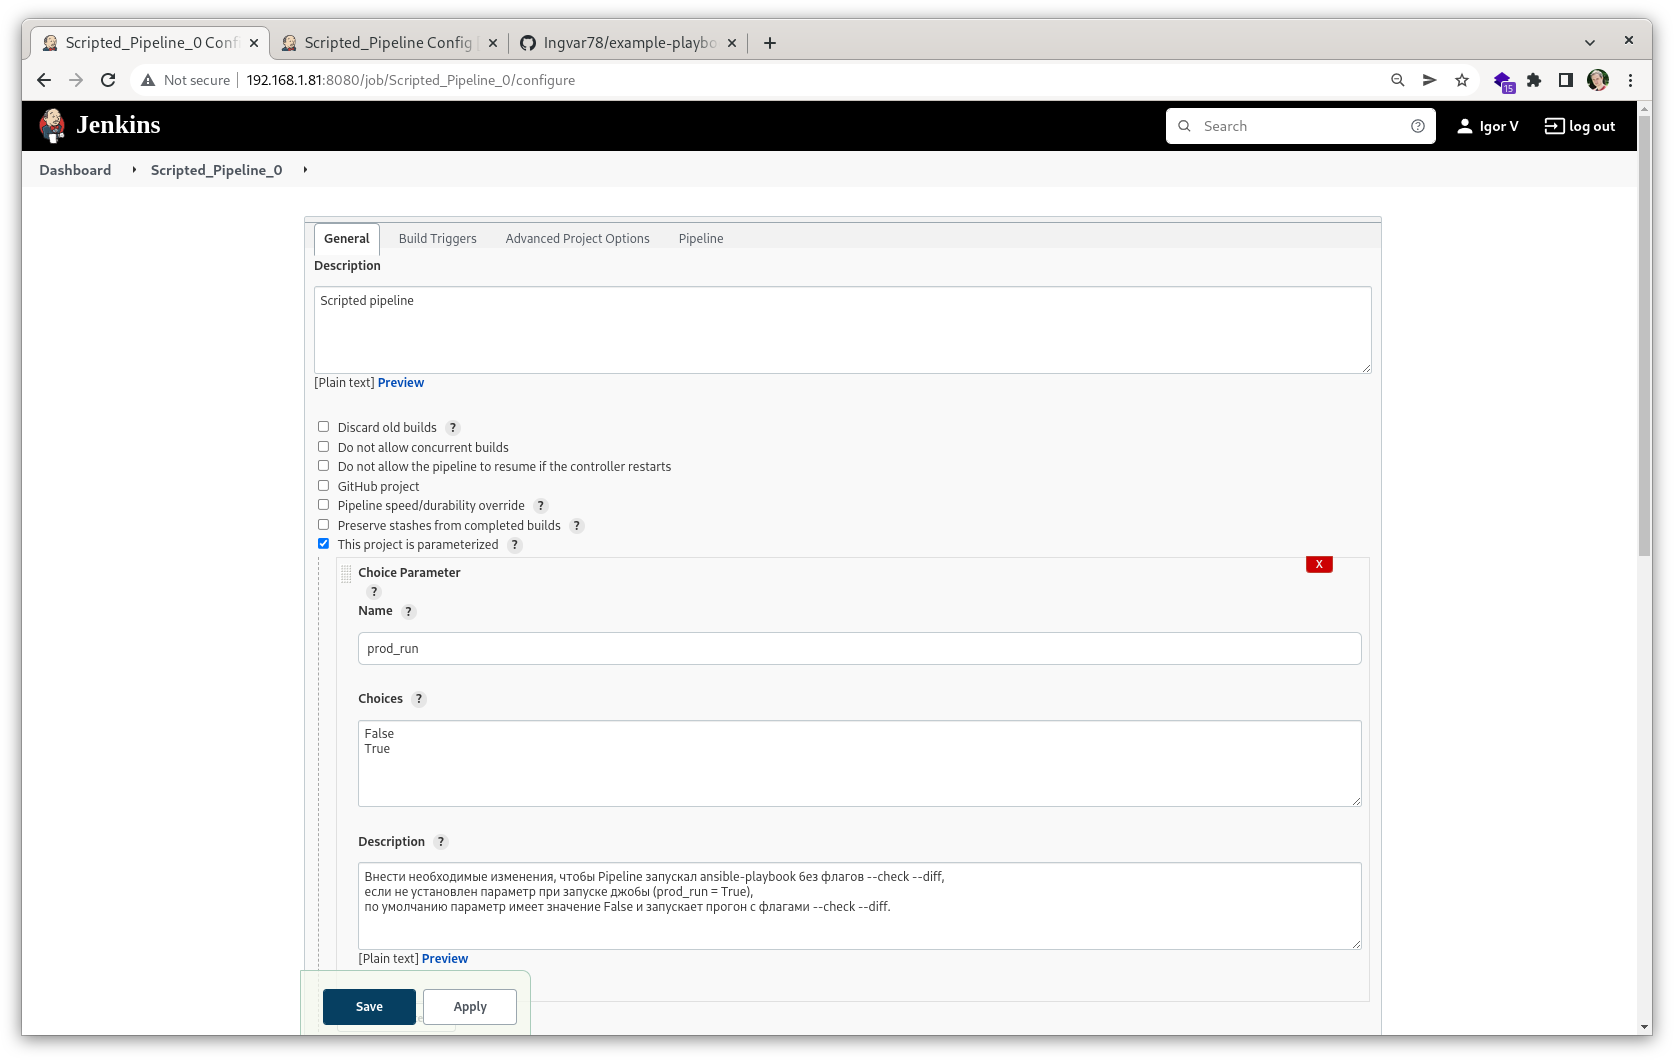 Scripted_Pipeline_0 Confi
Scripted_Pipeline Config
Ingvar78/example-playbo
Not secure
192.168.1.81:8080/job/Scripted_Pipeline_0/configure
15
Jenkins
Search
Igor V
log out
Dashboard
Scripted_Pipeline_0
General
Build Triggers
Advanced Project Options
Pipeline
Description
Scripted pipeline
[Plain text] Preview
Discard old builds ?
Do not allow concurrent builds
Do not allow the pipeline to resume if the controller restarts
GitHub project
Pipeline speed/durability override ?
Preserve stashes from completed builds ?
This project is parameterized ?
X
Choice Parameter
?
Name ?
prod_run
Choices ?
False
True
Description ?
Внести необходимые изменения, чтобы Pipeline запускал ansible-playbook без флагов --check --diff,
если не установлен параметр при запуске джобы (prod_run = True),
по умолчанию параметр имеет значение False и запускает прогон с флагами --check --diff.
[Plain text] Preview
Save
Apply